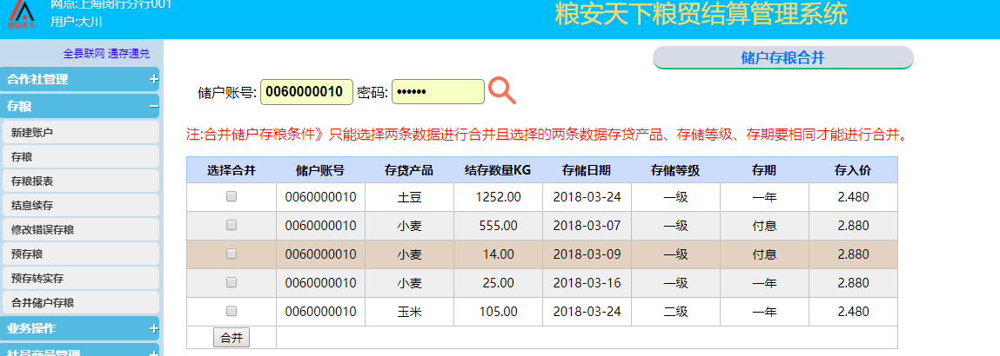 网点:上海闵行分行001
用户:大川
粮安天下
粮安天下粮贸结算管理系统
全县联网 通存通兑
合作社管理 +
存粮 −
新建账户
存粮
存粮报表
结息续存
修改错误存粮
预存粮
预存转实存
合并储户存粮
业务操作 +
社员商品管理 +
储户存粮合并
储户账号: 0060000010 密码: ••••••
注:合并储户存粮条件》只能选择两条数据进行合并且选择的两条数据存贷产品、存储等级、存期要相同才能进行合并。
选择合并 储户账号 存贷产品 结存数量KG 存储日期 存储等级 存期 存入价
0060000010 土豆 1252.00 2018-03-24 一级 一年 2.480
0060000010 小麦 555.00 2018-03-07 一级 付息 2.880
0060000010 小麦 14.00 2018-03-09 一级 付息 2.880
0060000010 小麦 25.00 2018-03-16 一级 一年 2.880
0060000010 玉米 105.00 2018-03-24 二级 一年 2.480
合并